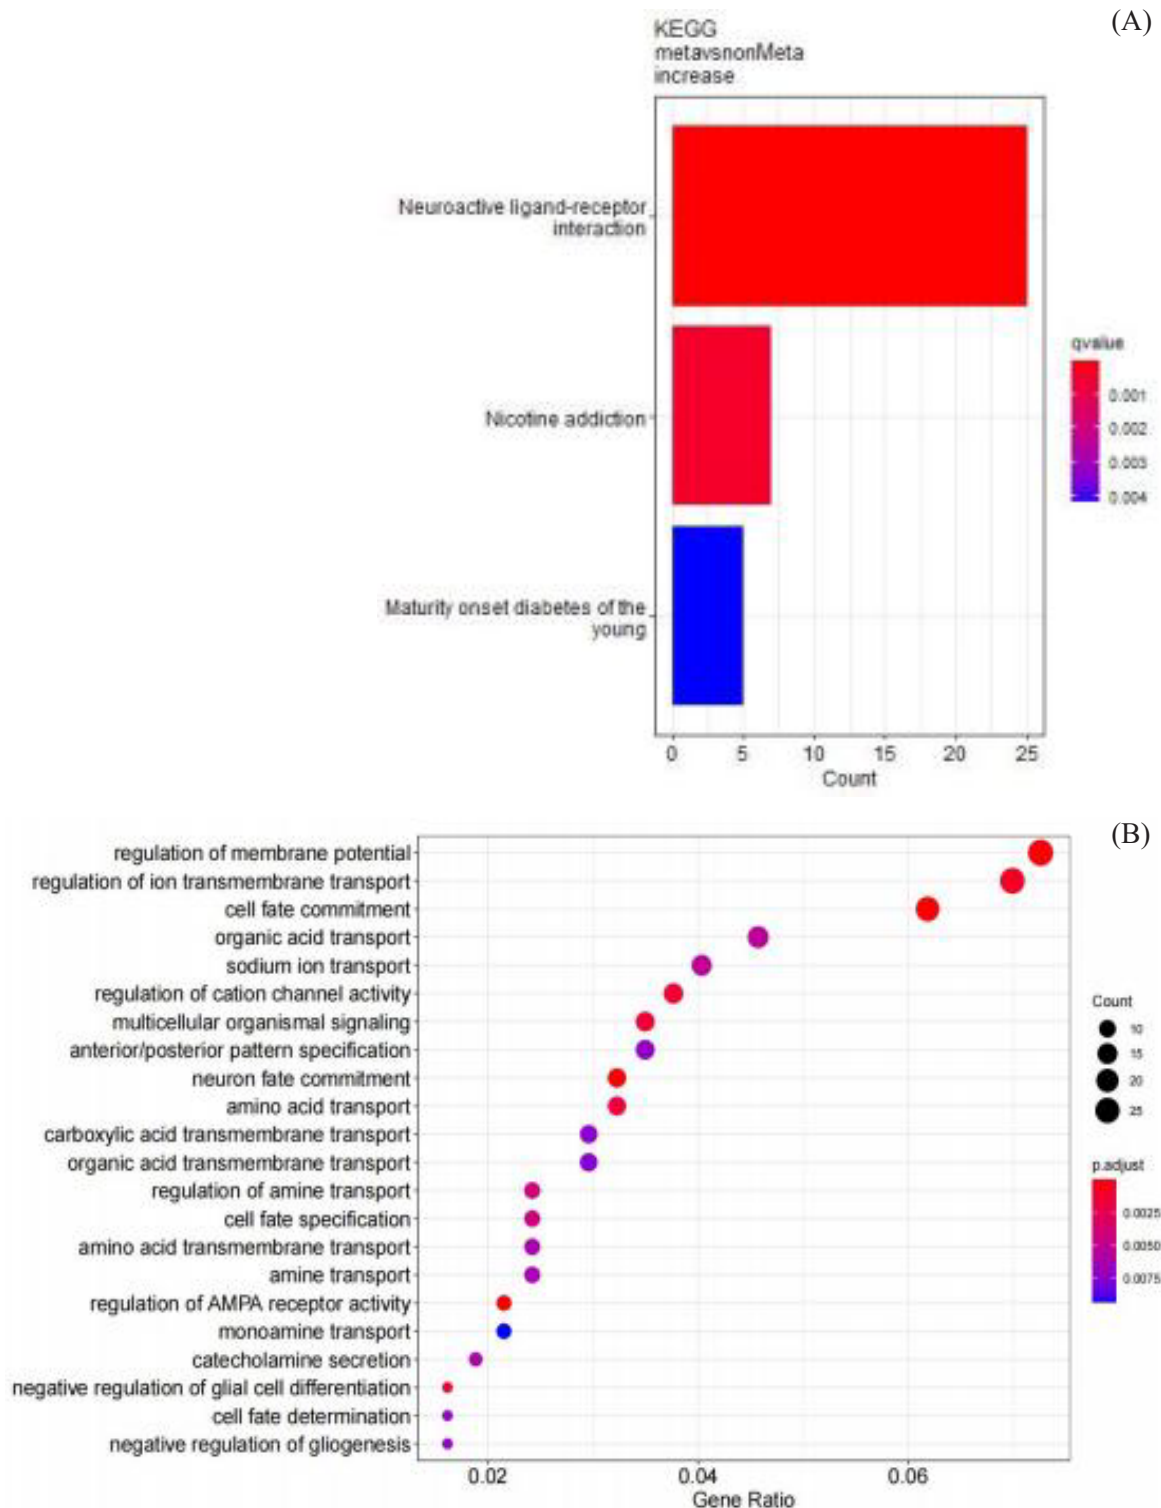 (A)
KEGG
metavsnonMeta
increase
Neuroactive ligand-receptor
interaction
Nicotine addiction
Maturity onset diabetes of the
young
qvalue
0.001
0.002
0.003
0.004
0 5 10 15 20 25
Count
(B)
regulation of membrane potential
regulation of ion transmembrane transport
cell fate commitment
organic acid transport
sodium ion transport
regulation of cation channel activity
multicellular organismal signaling
anterior/posterior pattern specification
neuron fate commitment
amino acid transport
carboxylic acid transmembrane transport
organic acid transmembrane transport
regulation of amine transport
cell fate specification
amino acid transmembrane transport
amine transport
regulation of AMPA receptor activity
monoamine transport
catecholamine secretion
negative regulation of glial cell differentiation
cell fate determination
negative regulation of gliogenesis
Count
10
15
20
25
p.adjust
0.0025
0.0050
0.0075
0.02 0.04 0.06
Gene Ratio